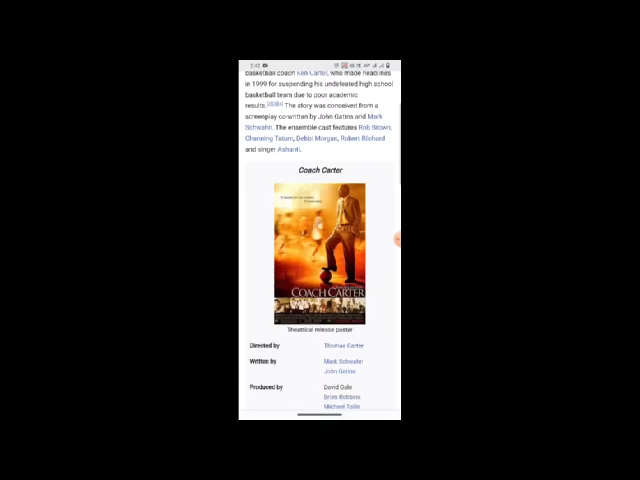 2:42
basketball coach Ken Carter, who made headlines
in 1999 for suspending his undefeated high school
basketball team due to poor academic
results. The story was conceived from a
screenplay co-written by John Gatins and Mark
Schwahn. The ensemble cast features Rob Brown,
Channing Tatum, Debbi Morgan, Robert Ri'chard
and singer Ashanti.
Coach Carter
COACH CARTER
Theatrical release poster
Directed by Thomas Carter
Written by Mark Schwahn
John Gatins
Produced by David Gale
Brian Robbins
Michael Tollin